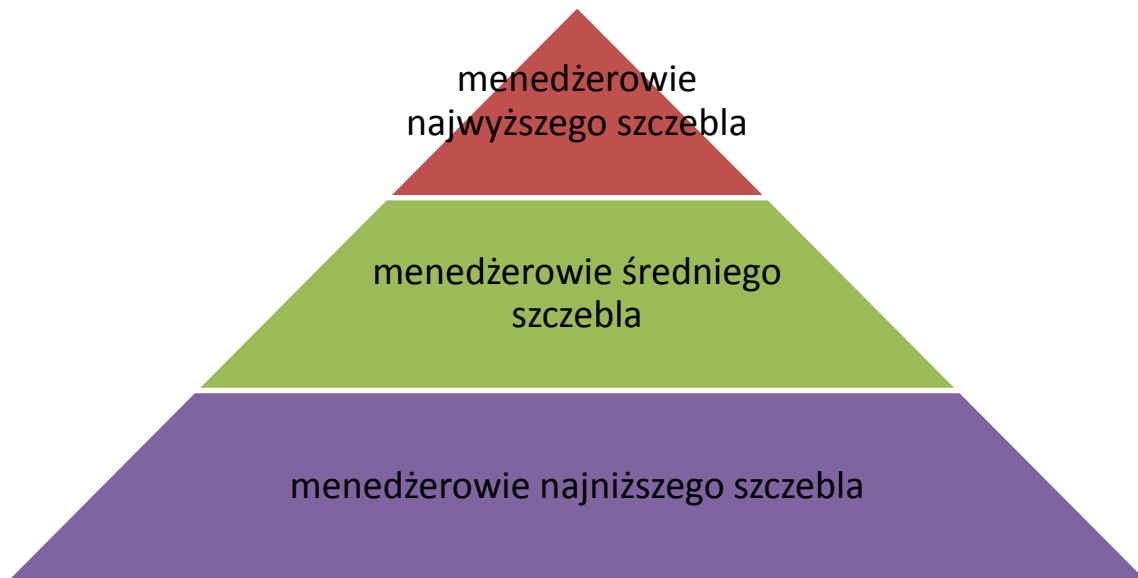 menedżerowie
najwyższego szczebla
menedżerowie średniego
szczebla
menedżerowie najniższego szczebla